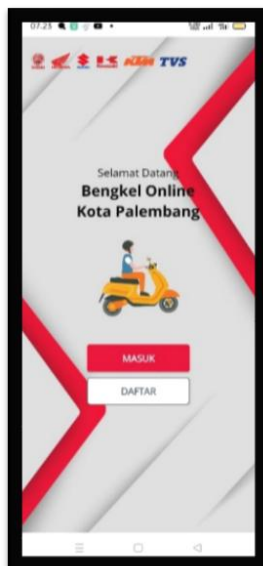 07.23
KTM TVS
Selamat Datang
Bengkel Online
Kota Palembang
MASUK
DAFTAR